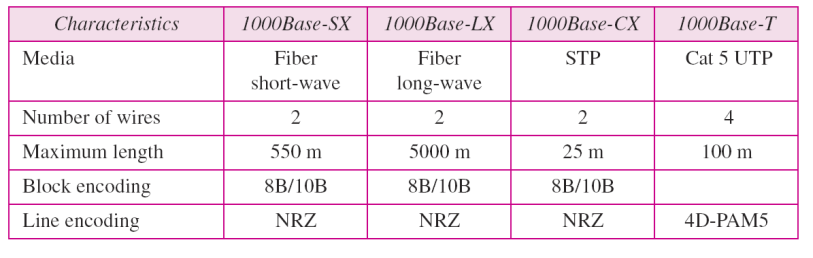 Characteristics 1000Base-SX 1000Base-LX 1000Base-CX 1000Base-T
Media Fiber Fiber STP Cat 5 UTP
short-wave long-wave
Number of wires 2 2 2 4
Maximum length 550 m 5000 m 25 m 100 m
Block encoding 8B/10B 8B/10B 8B/10B
Line encoding NRZ NRZ NRZ 4D-PAM5